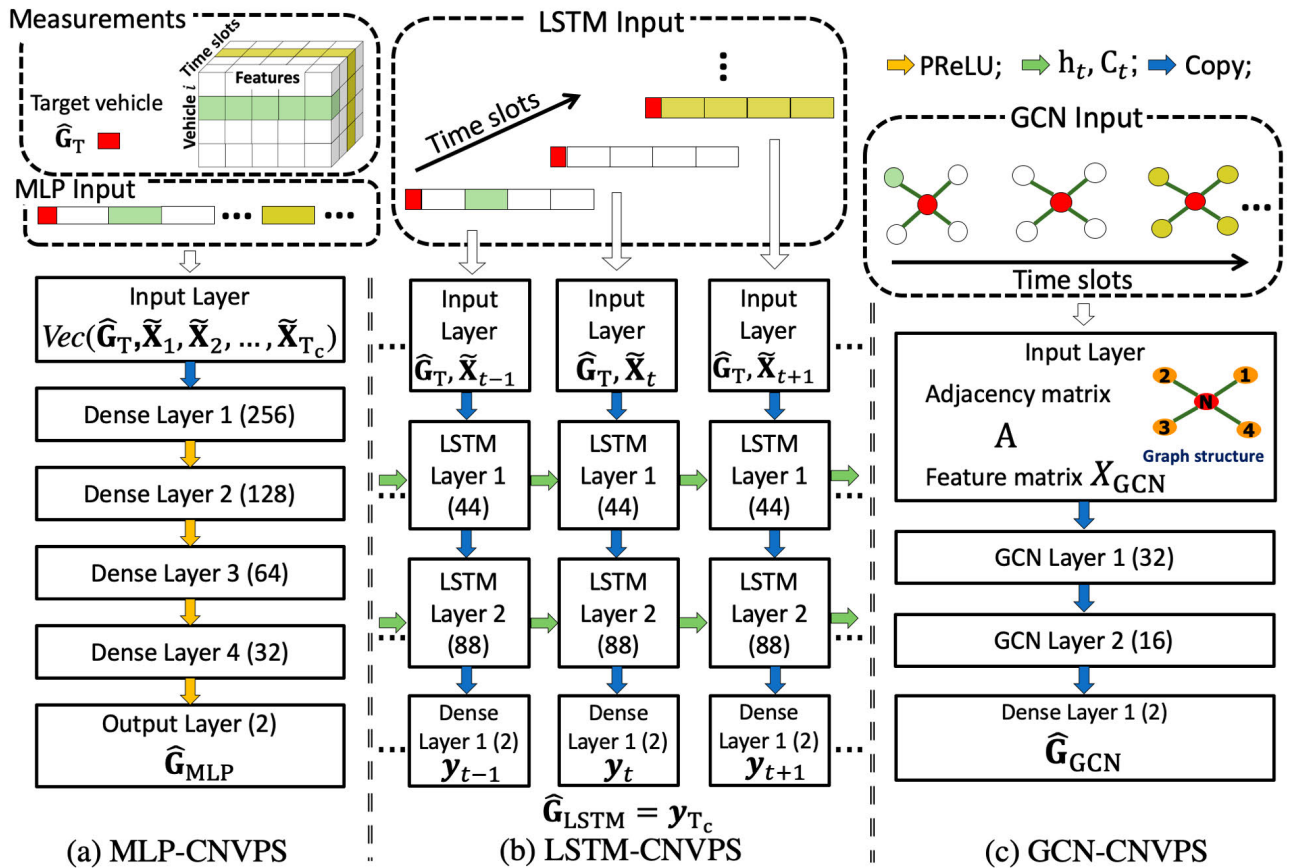 Measurements
Time slots
Features
Vehicle i
Target vehicle
Ĝ_T
MLP Input
LSTM Input
Time slots
PReLU;
h_t, C_t;
Copy;
GCN Input
Time slots
Input Layer
Vec(Ĝ_T, X̃_1, X̃_2, ..., X̃_{T_c})
Dense Layer 1 (256)
Dense Layer 2 (128)
Dense Layer 3 (64)
Dense Layer 4 (32)
Output Layer (2)
Ĝ_MLP
(a) MLP-CNVPS
Input
Layer
Ĝ_T, X̃_{t−1}
LSTM
Layer 1
(44)
LSTM
Layer 2
(88)
Dense
Layer 1 (2)
y_{t−1}
Input
Layer
Ĝ_T, X̃_t
LSTM
Layer 1
(44)
LSTM
Layer 2
(88)
Dense
Layer 1 (2)
y_t
Input
Layer
Ĝ_T, X̃_{t+1}
LSTM
Layer 1
(44)
LSTM
Layer 2
(88)
Dense
Layer 1 (2)
y_{t+1}
Ĝ_LSTM = y_{T_c}
(b) LSTM-CNVPS
Input Layer
Adjacency matrix
A
Feature matrix X_GCN
2
1
N
3
4
Graph structure
GCN Layer 1 (32)
GCN Layer 2 (16)
Dense Layer 1 (2)
Ĝ_GCN
(c) GCN-CNVPS